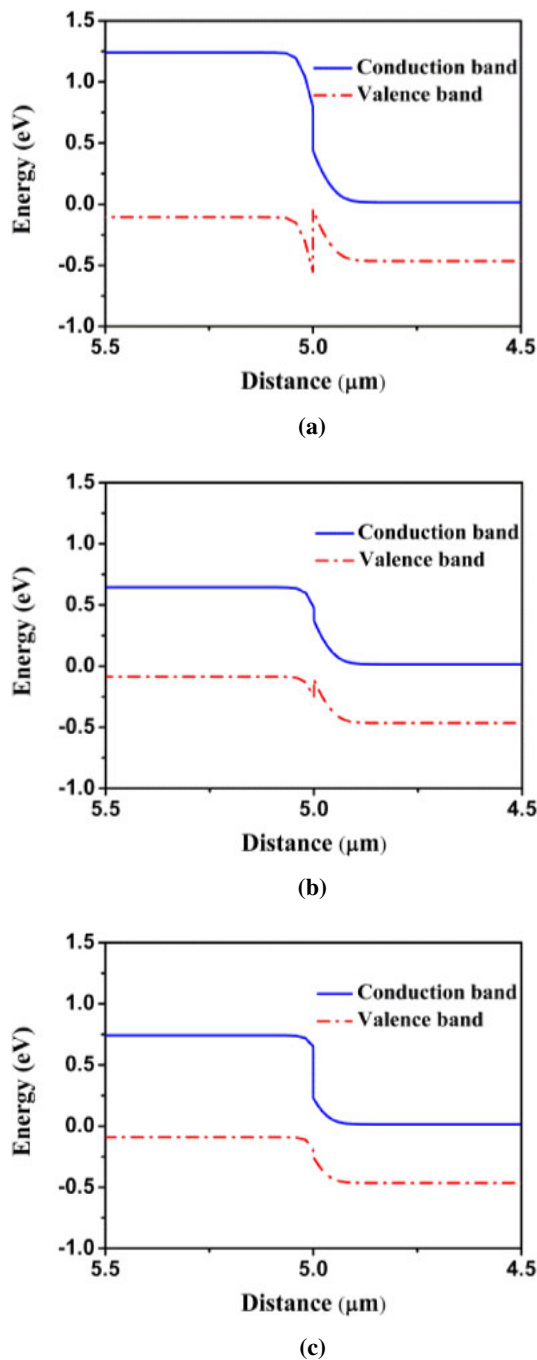 1.5
Conduction band
Valence band
1.0
0.5
0.0
-0.5
-1.0
Energy (eV)
5.5
5.0
4.5
Distance (μm)
(a)
1.5
Conduction band
Valence band
1.0
0.5
0.0
-0.5
-1.0
Energy (eV)
5.5
5.0
4.5
Distance (μm)
(b)
1.5
Conduction band
Valence band
1.0
0.5
0.0
-0.5
-1.0
Energy (eV)
5.5
5.0
4.5
Distance (μm)
(c)